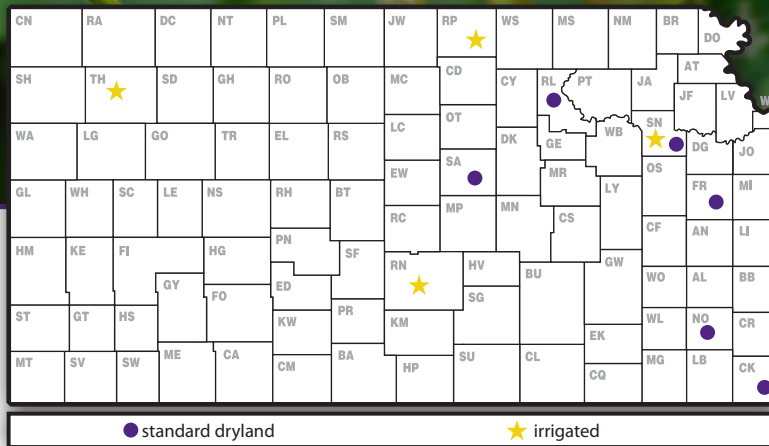 CN RA DC NT PL SM JW RP WS MS NM BR DO
SH TH SD GH RO OB MC CD CY RL PT JA AT
JF LV
WA LG GO TR EL RS LC OT DK GE WB SN DG JO
GL WH SC LE NS RH BT EW SA MR OS FR MI
RC MP MN CS LY CF AN LI
HM KE FI HG PN SF RN HV BU GW WO AL BB
GY FO ED SG
ST GT HS KW PR KM EK WL NO CR
MT SV SW ME CA CM BA HP SU CL CQ MG LB CK
standard dryland irrigated